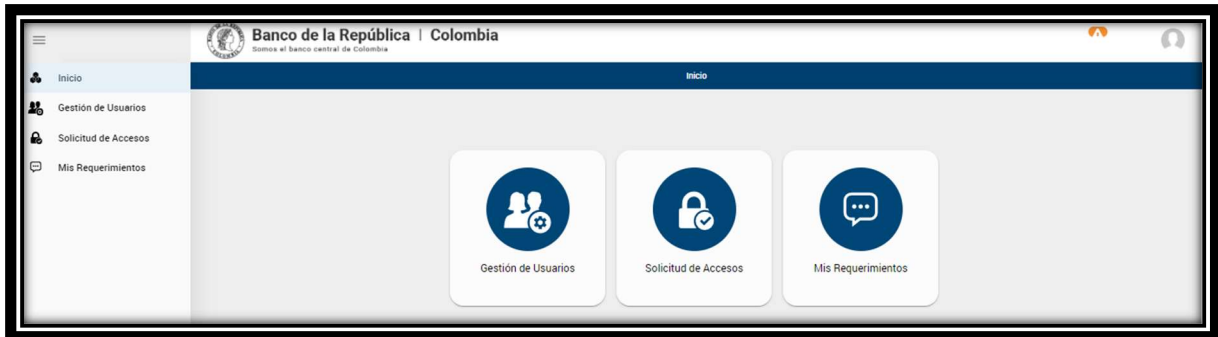 Banco de la República | Colombia
Somos el banco central de Colombia
Inicio
Inicio
Gestión de Usuarios
Solicitud de Accesos
Mis Requerimientos
Gestión de Usuarios
Solicitud de Accesos
Mis Requerimientos